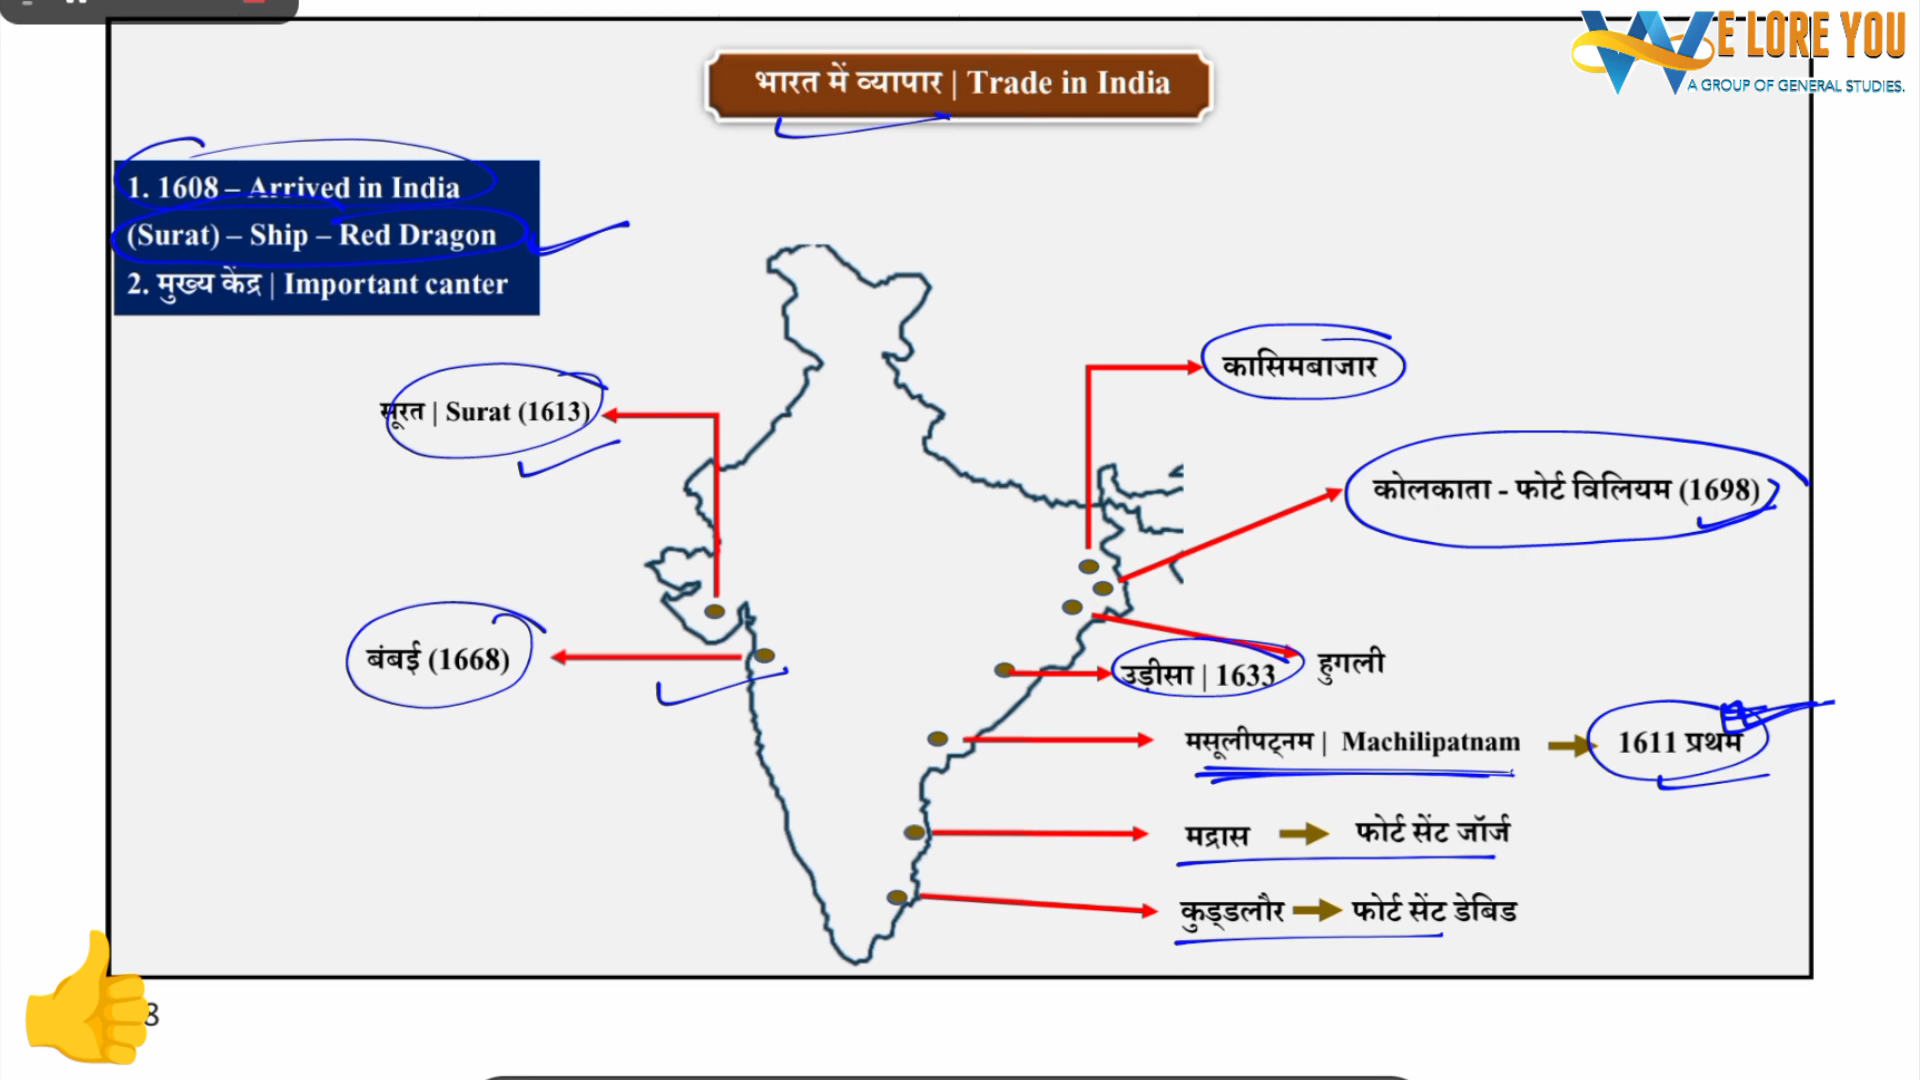 WE LORE YOU
A GROUP OF GENERAL STUDIES.
भारत में व्यापार | Trade in India
1. 1608 – Arrived in India
(Surat) – Ship – Red Dragon
2. मुख्य केंद्र | Important canter
कासिमबाजार
सूरत | Surat (1613)
कोलकाता - फोर्ट विलियम (1698)
बंबई (1668)
उड़ीसा | 1633
हुगली
मसूलीपट्नम | Machilipatnam
1611 प्रथम
मद्रास
फोर्ट सेंट जॉर्ज
कुड्डलौर
फोर्ट सेंट डेबिड
8